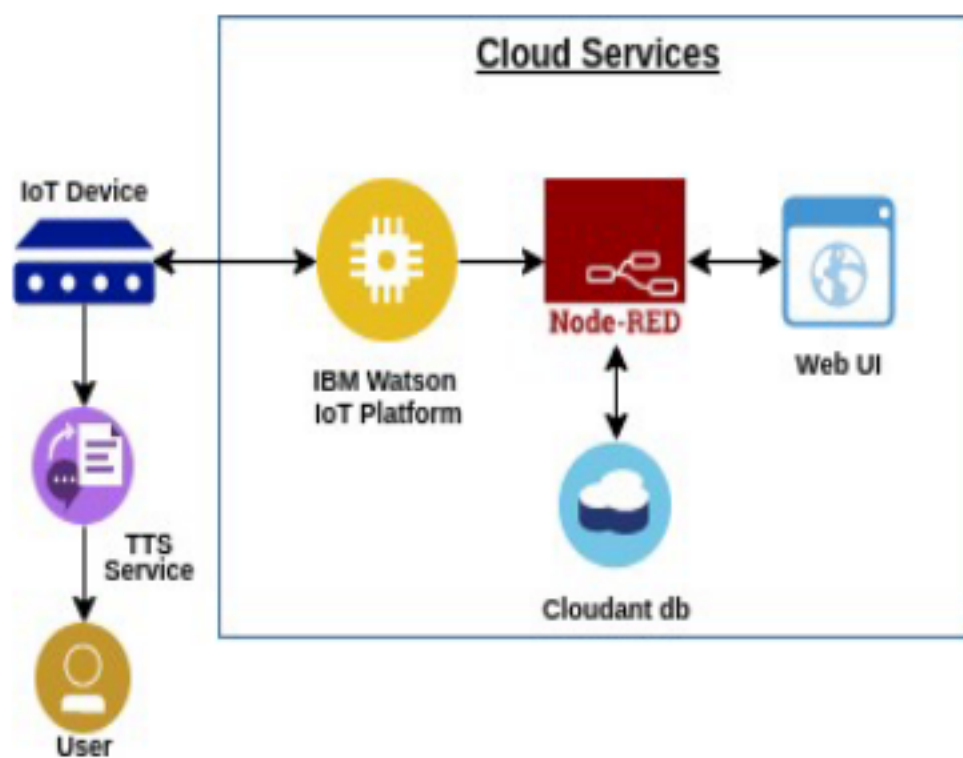 Cloud Services
IoT Device
Node-RED
Web UI
IBM Watson
IoT Platform
TTS
Service
Cloudant db
User